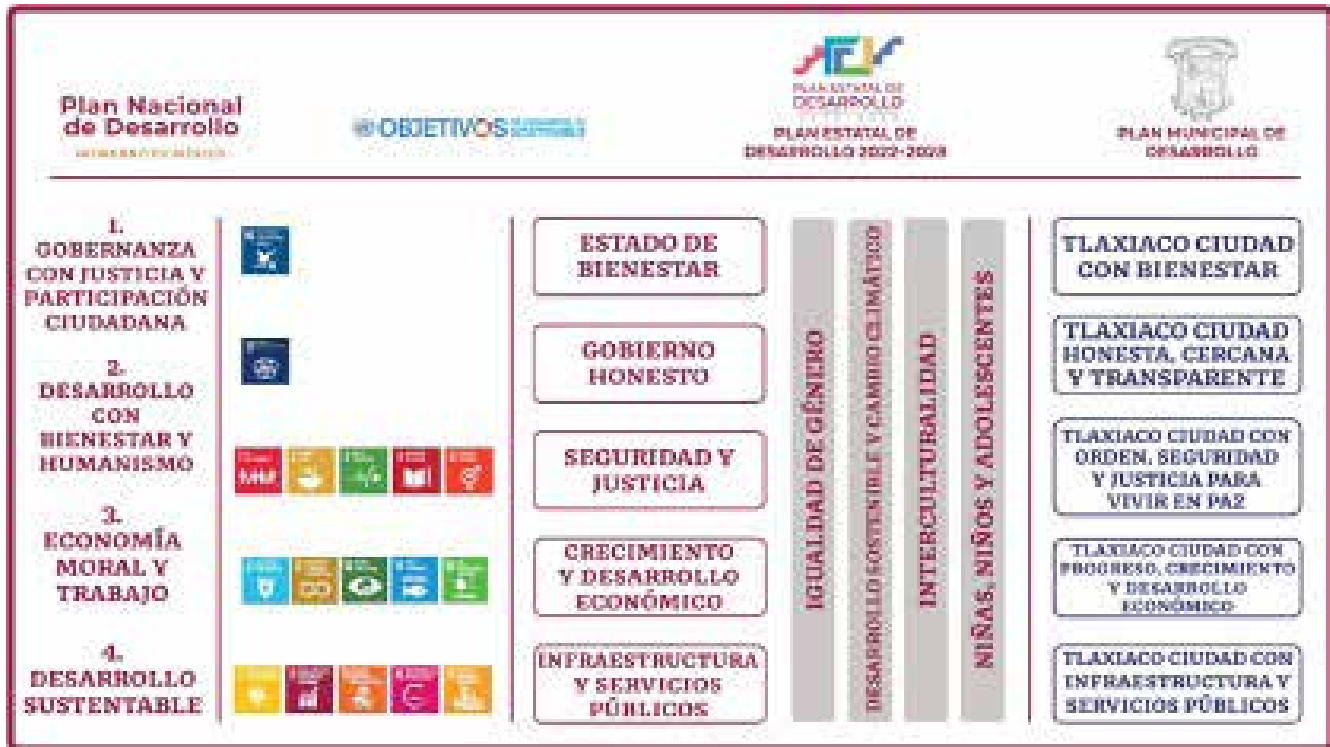 Plan Nacional
de Desarrollo
OBJETIVOS
PLAN ESTATAL DE
DESARROLLO
PLAN ESTATAL DE
DESARROLLO 2022-2028
PLAN MUNICIPAL DE
DESARROLLO
1.
GOBERNANZA
CON JUSTICIA Y
PARTICIPACIÓN
CIUDADANA
2.
DESARROLLO
CON
BIENESTAR Y
HUMANISMO
3.
ECONOMÍA
MORAL Y
TRABAJO
4.
DESARROLLO
SUSTENTABLE
ESTADO DE
BIENESTAR
GOBIERNO
HONESTO
SEGURIDAD Y
JUSTICIA
CRECIMIENTO
Y DESARROLLO
ECONÓMICO
INFRAESTRUCTURA
Y SERVICIOS
PÚBLICOS
IGUALDAD DE GÉNERO
DESARROLLO SOSTENIBLE Y CAMBIO CLIMÁTICO
INTERCULTURALIDAD
NIÑAS, NIÑOS Y ADOLESCENTES
TLAXIACO CIUDAD
CON BIENESTAR
TLAXIACO CIUDAD
HONESTA, CERCANA
Y TRANSPARENTE
TLAXIACO CIUDAD CON
ORDEN, SEGURIDAD
Y JUSTICIA PARA
VIVIR EN PAZ
TLAXIACO CIUDAD CON
PROGRESO, CRECIMIENTO
Y DESARROLLO
ECONÓMICO
TLAXIACO CIUDAD CON
INFRAESTRUCTURA Y
SERVICIOS PÚBLICOS